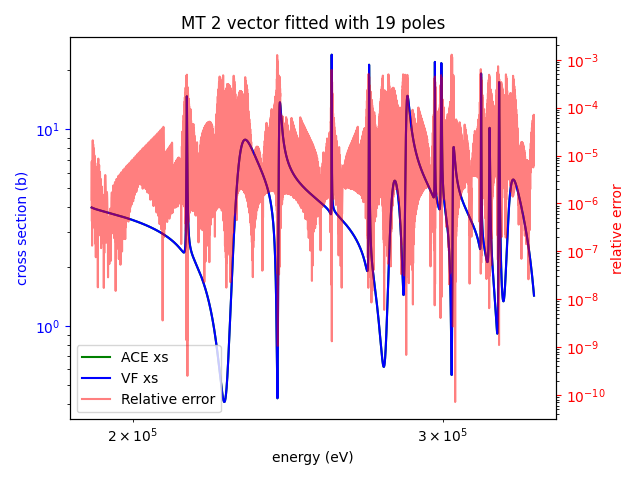 MT 2 vector fitted with 19 poles
cross section (b)
10^1
10^0
10^-3
10^-4
10^-5
10^-6
10^-7
10^-8
10^-9
10^-10
relative error
ACE xs
VF xs
Relative error
2 × 10^5
3 × 10^5
energy (eV)